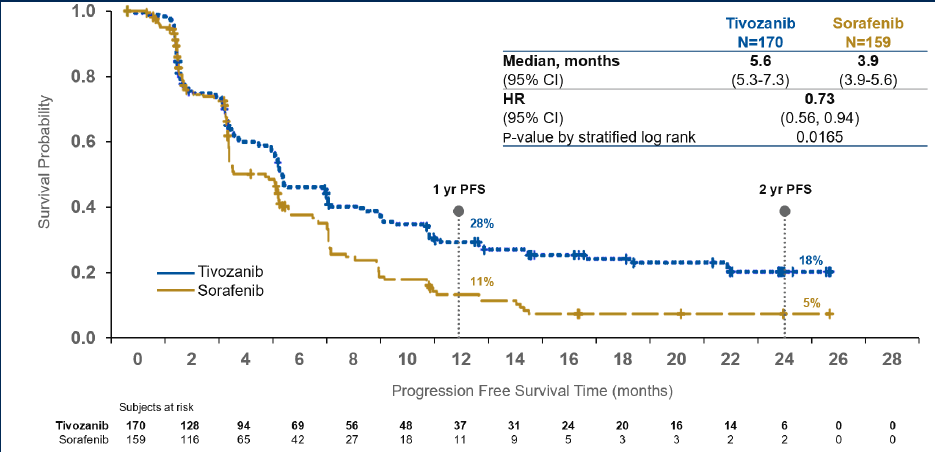 1.0
0.8
0.6
0.4
0.2
0.0
Survival Probability
Tivozanib Sorafenib
N=170 N=159
Median, months 5.6 3.9
(95% CI) (5.3-7.3) (3.9-5.6)
HR 0.73
(95% CI) (0.56, 0.94)
P-value by stratified log rank 0.0165
1 yr PFS 2 yr PFS
28%
18%
11%
5%
Tivozanib
Sorafenib
0 2 4 6 8 10 12 14 16 18 20 22 24 26 28
Progression Free Survival Time (months)
Subjects at risk
Tivozanib 170 128 94 69 56 48 37 31 24 20 16 14 6 0 0
Sorafenib 159 116 65 42 27 18 11 9 5 3 3 2 2 0 0